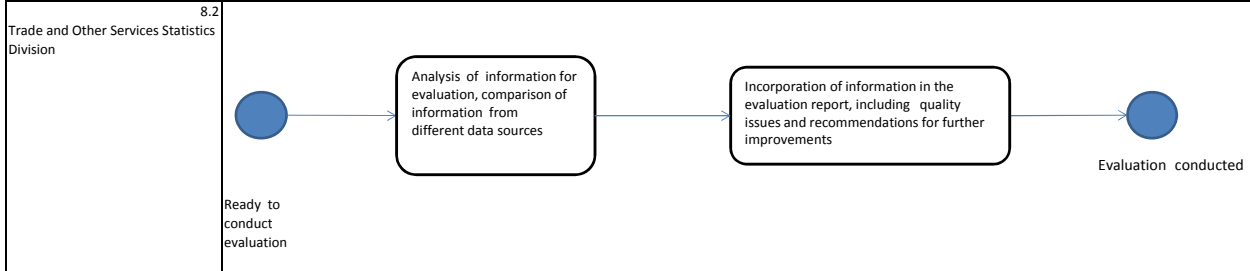 8.2
Trade and Other Services Statistics
Division
Ready to
conduct
evaluation
Analysis of information for
evaluation, comparison of
information from
different data sources
Incorporation of information in the
evaluation report, including quality
issues and recommendations for further
improvements
Evaluation conducted